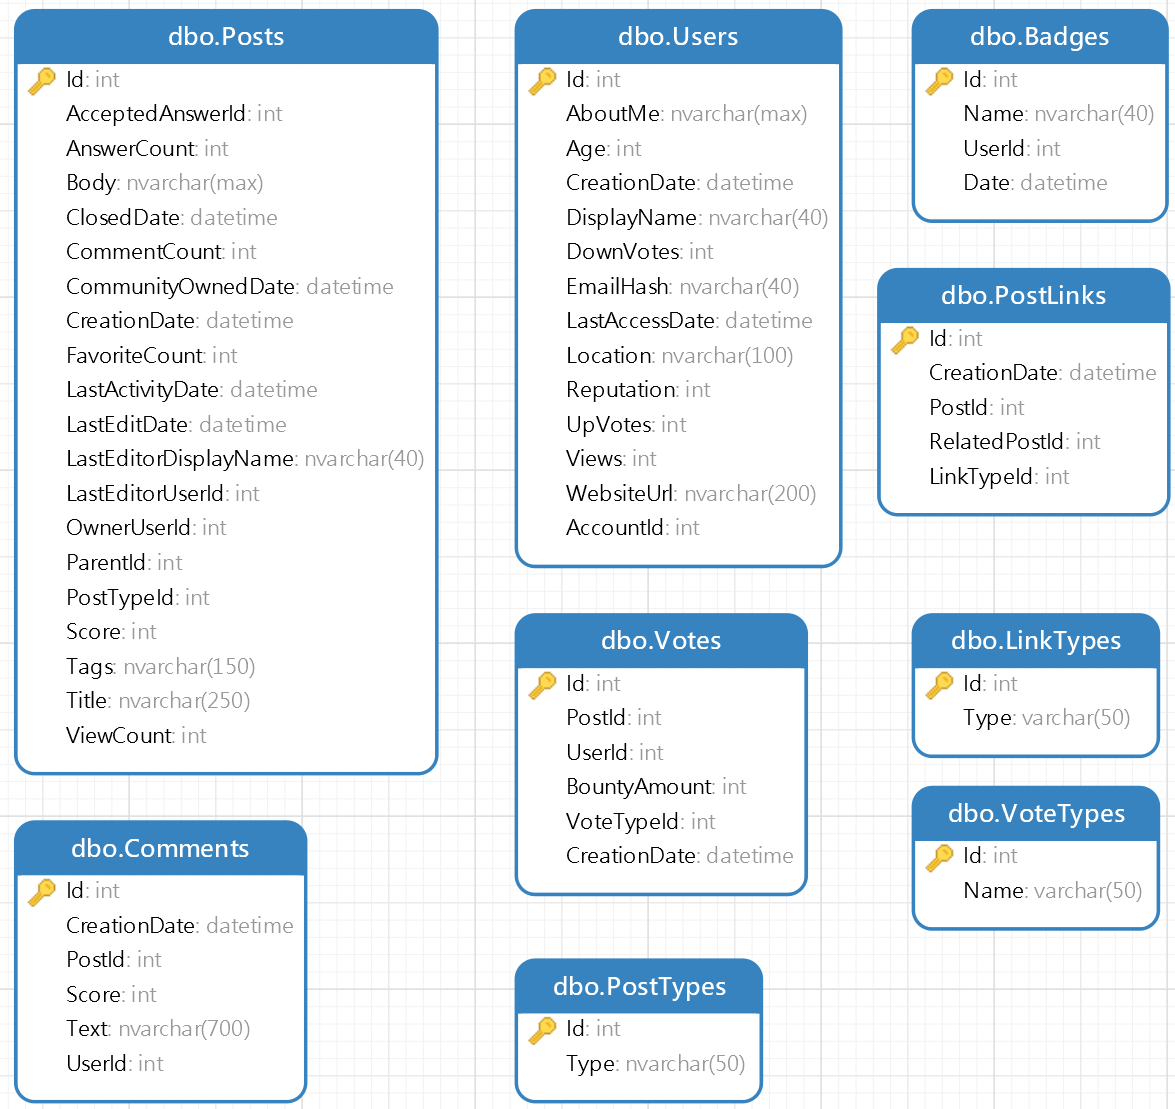 dbo.Posts
Id: int
AcceptedAnswerId: int
AnswerCount: int
Body: nvarchar(max)
ClosedDate: datetime
CommentCount: int
CommunityOwnedDate: datetime
CreationDate: datetime
FavoriteCount: int
LastActivityDate: datetime
LastEditDate: datetime
LastEditorDisplayName: nvarchar(40)
LastEditorUserId: int
OwnerUserId: int
ParentId: int
PostTypeId: int
Score: int
Tags: nvarchar(150)
Title: nvarchar(250)
ViewCount: int
dbo.Comments
Id: int
CreationDate: datetime
PostId: int
Score: int
Text: nvarchar(700)
UserId: int
dbo.Users
Id: int
AboutMe: nvarchar(max)
Age: int
CreationDate: datetime
DisplayName: nvarchar(40)
DownVotes: int
EmailHash: nvarchar(40)
LastAccessDate: datetime
Location: nvarchar(100)
Reputation: int
UpVotes: int
Views: int
WebsiteUrl: nvarchar(200)
AccountId: int
dbo.Votes
Id: int
PostId: int
UserId: int
BountyAmount: int
VoteTypeId: int
CreationDate: datetime
dbo.PostTypes
Id: int
Type: nvarchar(50)
dbo.Badges
Id: int
Name: nvarchar(40)
UserId: int
Date: datetime
dbo.PostLinks
Id: int
CreationDate: datetime
PostId: int
RelatedPostId: int
LinkTypeId: int
dbo.LinkTypes
Id: int
Type: varchar(50)
dbo.VoteTypes
Id: int
Name: varchar(50)